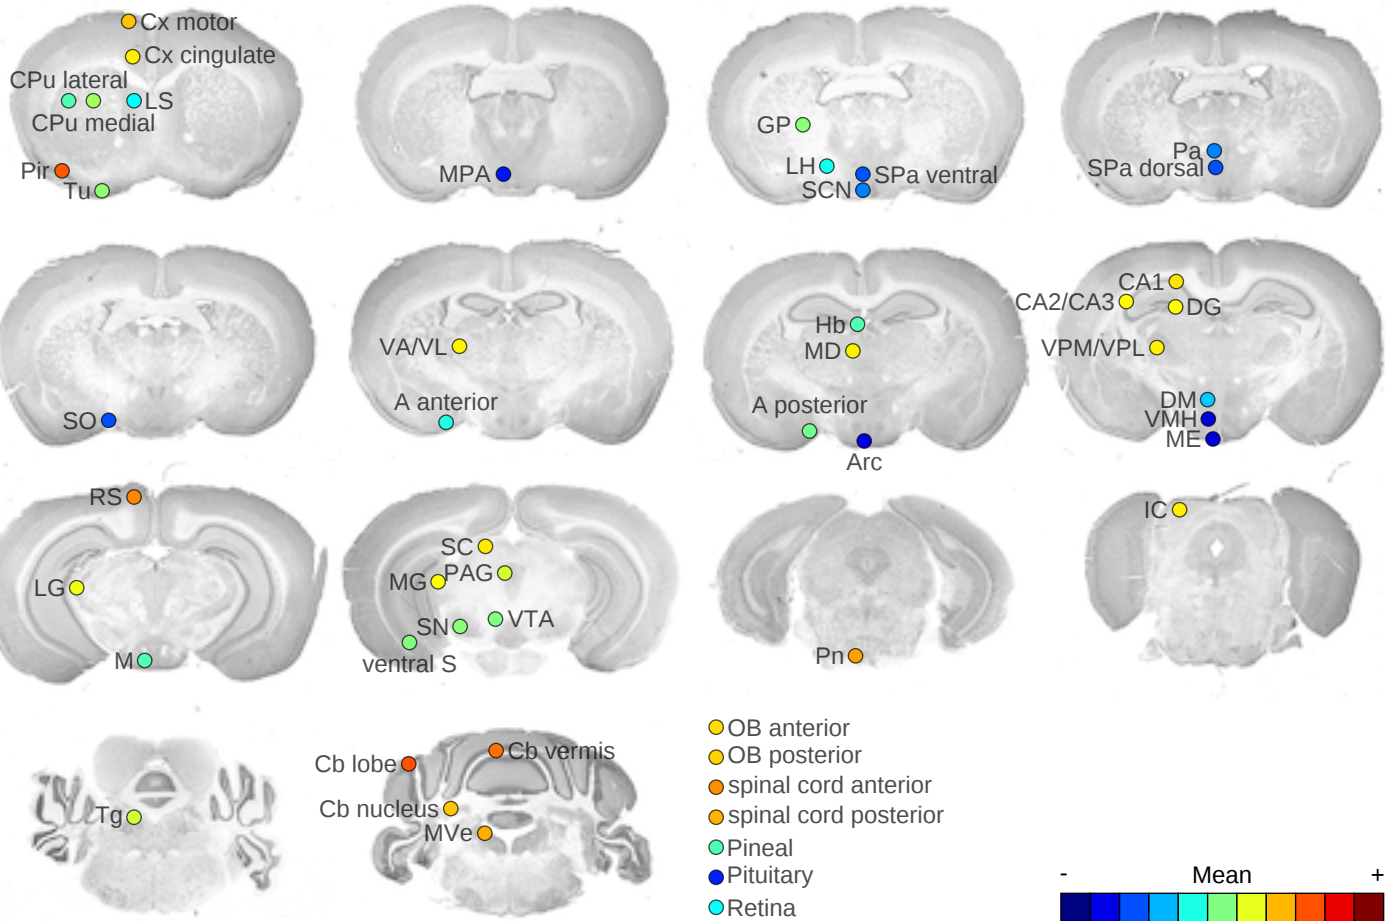 Cx motor
Cx cingulate
CPu lateral
LS
CPu medial
Pir
Tu
MPA
GP
LH
SPa ventral
SCN
Pa
SPa dorsal
SO
VA/VL
A anterior
Hb
MD
A posterior
Arc
CA1
CA2/CA3
DG
VPM/VPL
DM
VMH
ME
RS
LG
M
SC
MG
PAG
SN
VTA
ventral S
Pn
IC
Tg
Cb lobe
Cb vermis
Cb nucleus
MVe
OB anterior
OB posterior
spinal cord anterior
spinal cord posterior
Pineal
Pituitary
Retina
- Mean +